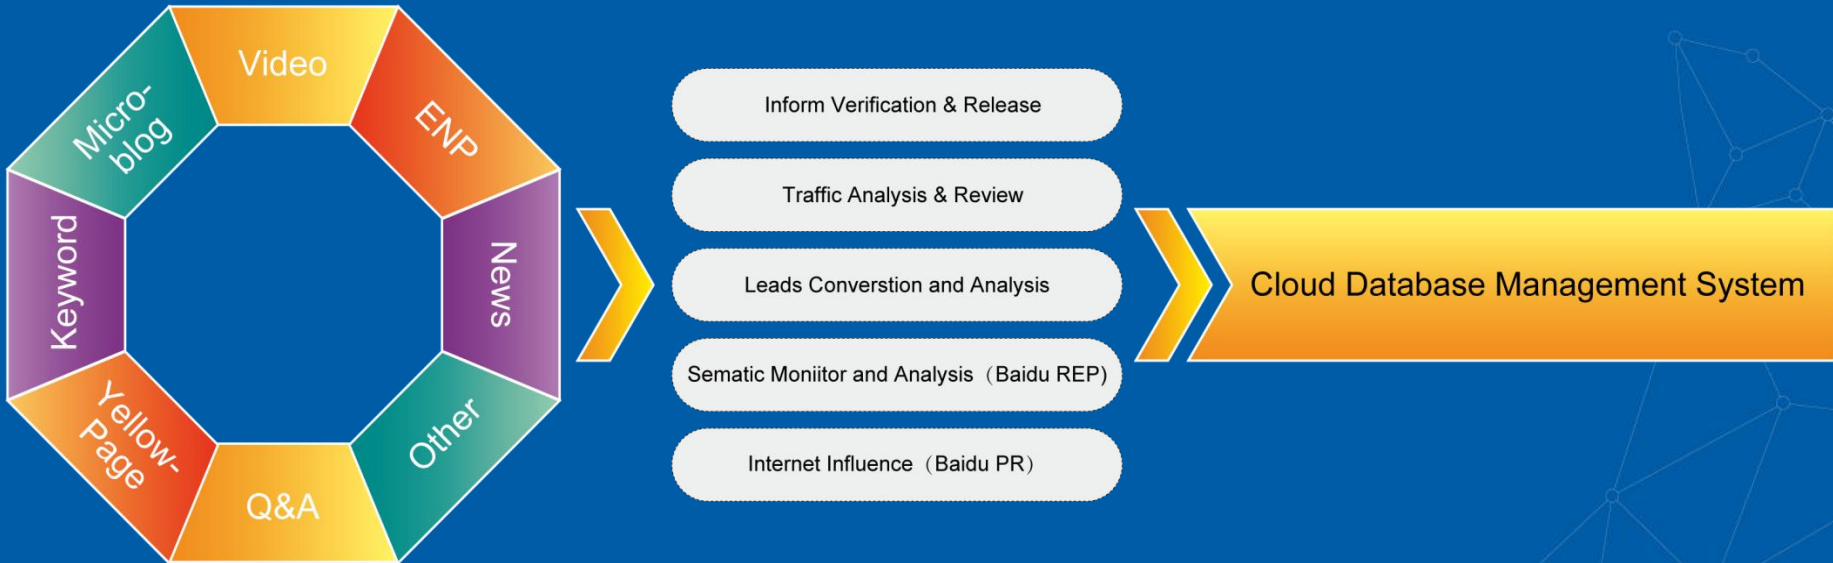 Video
ENP
News
Other
Q&A
Yellow-
Page
Keyword
Micro-
blog
Inform Verification & Release
Traffic Analysis & Review
Leads Converstion and Analysis
Sematic Moniitor and Analysis（Baidu REP)
Internet Influence（Baidu PR）
Cloud Database Management System